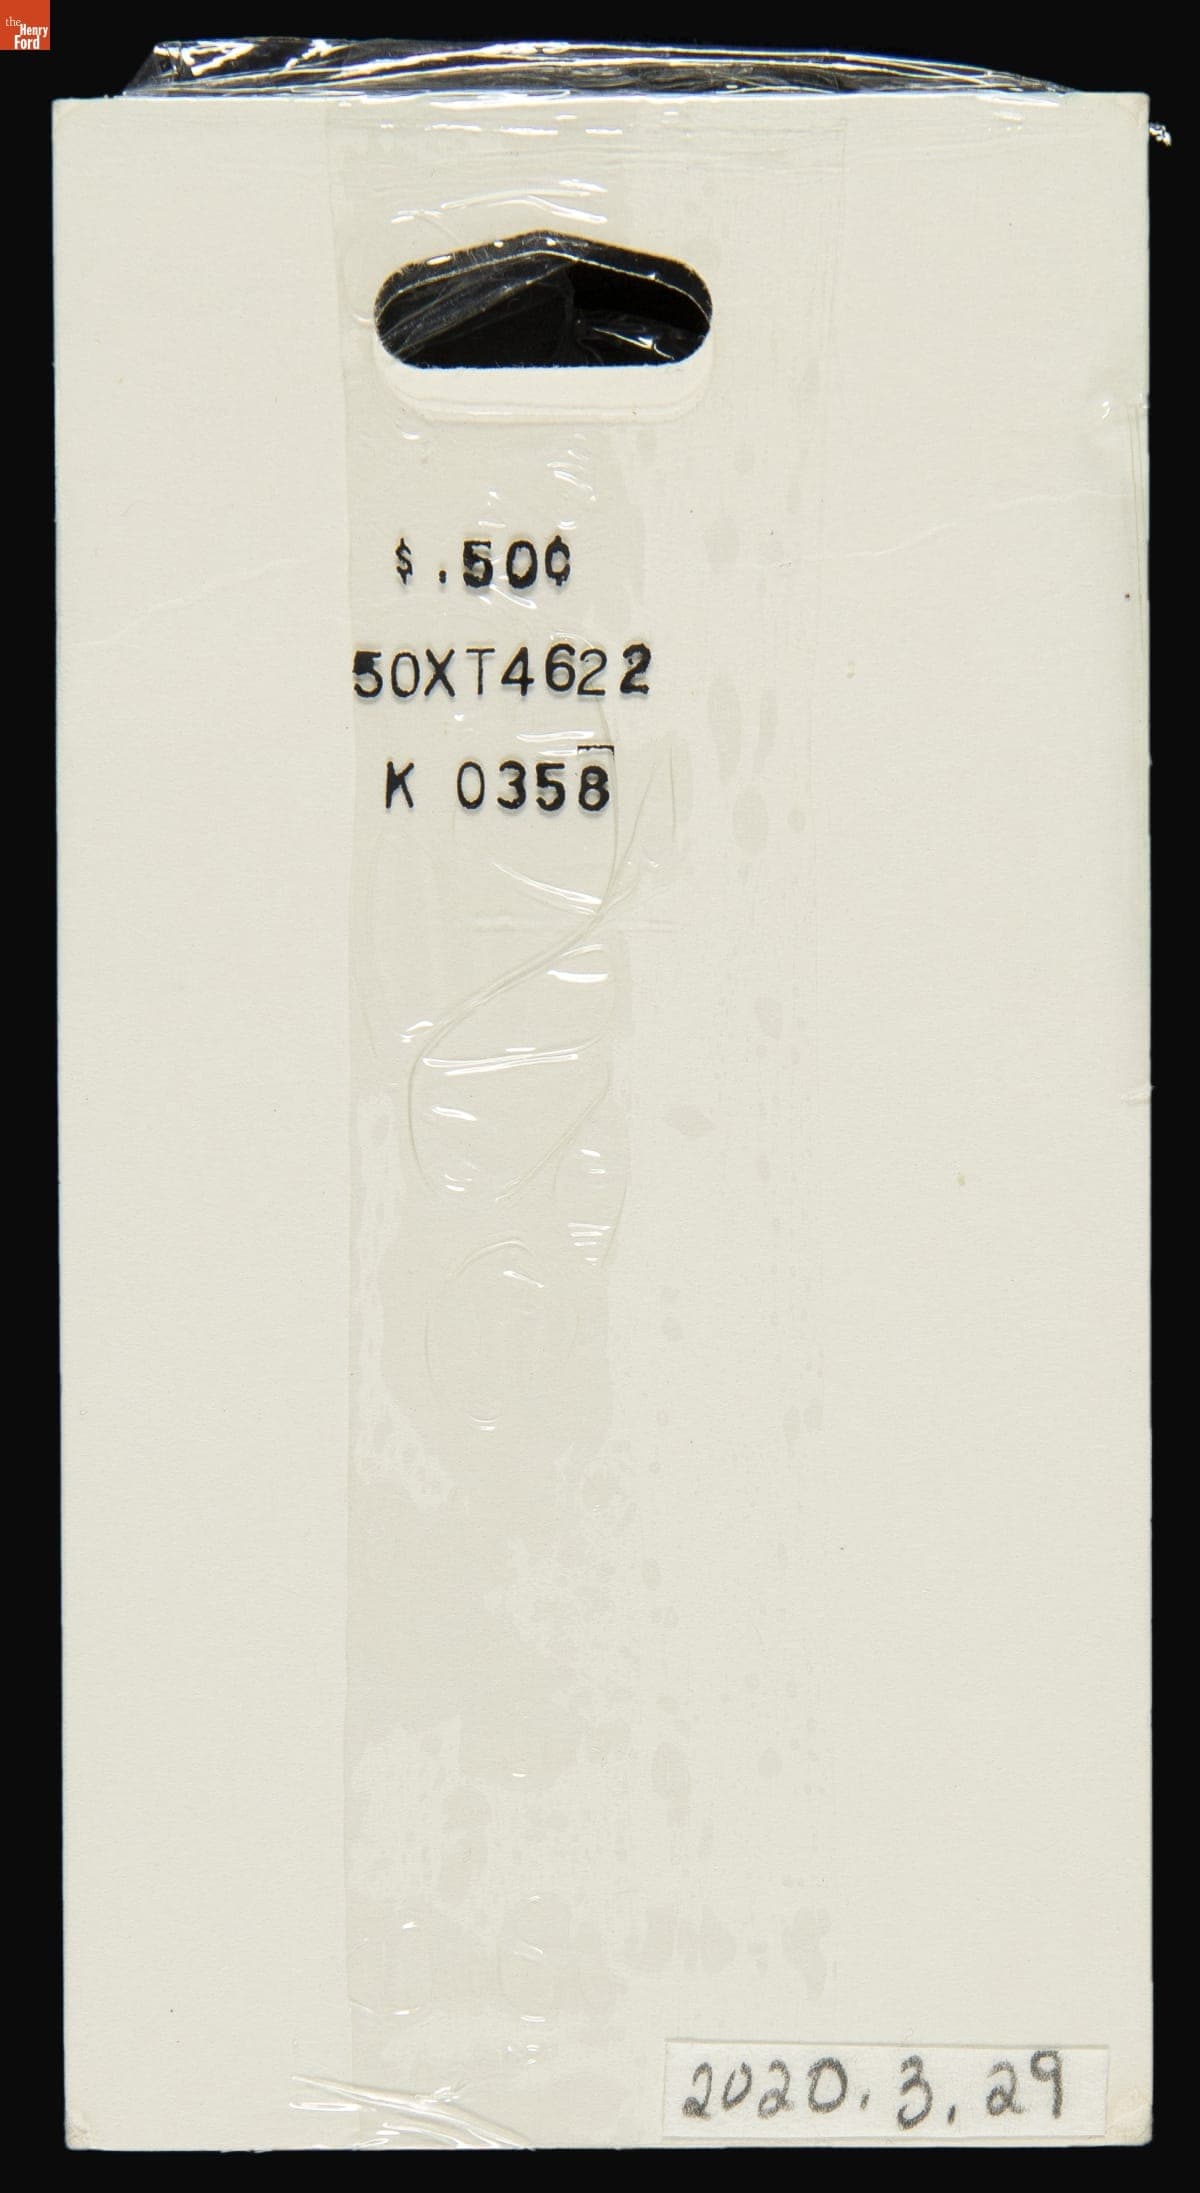 the
Henry
Ford
$.50¢
50XT4622
K 0358
2020.3.29